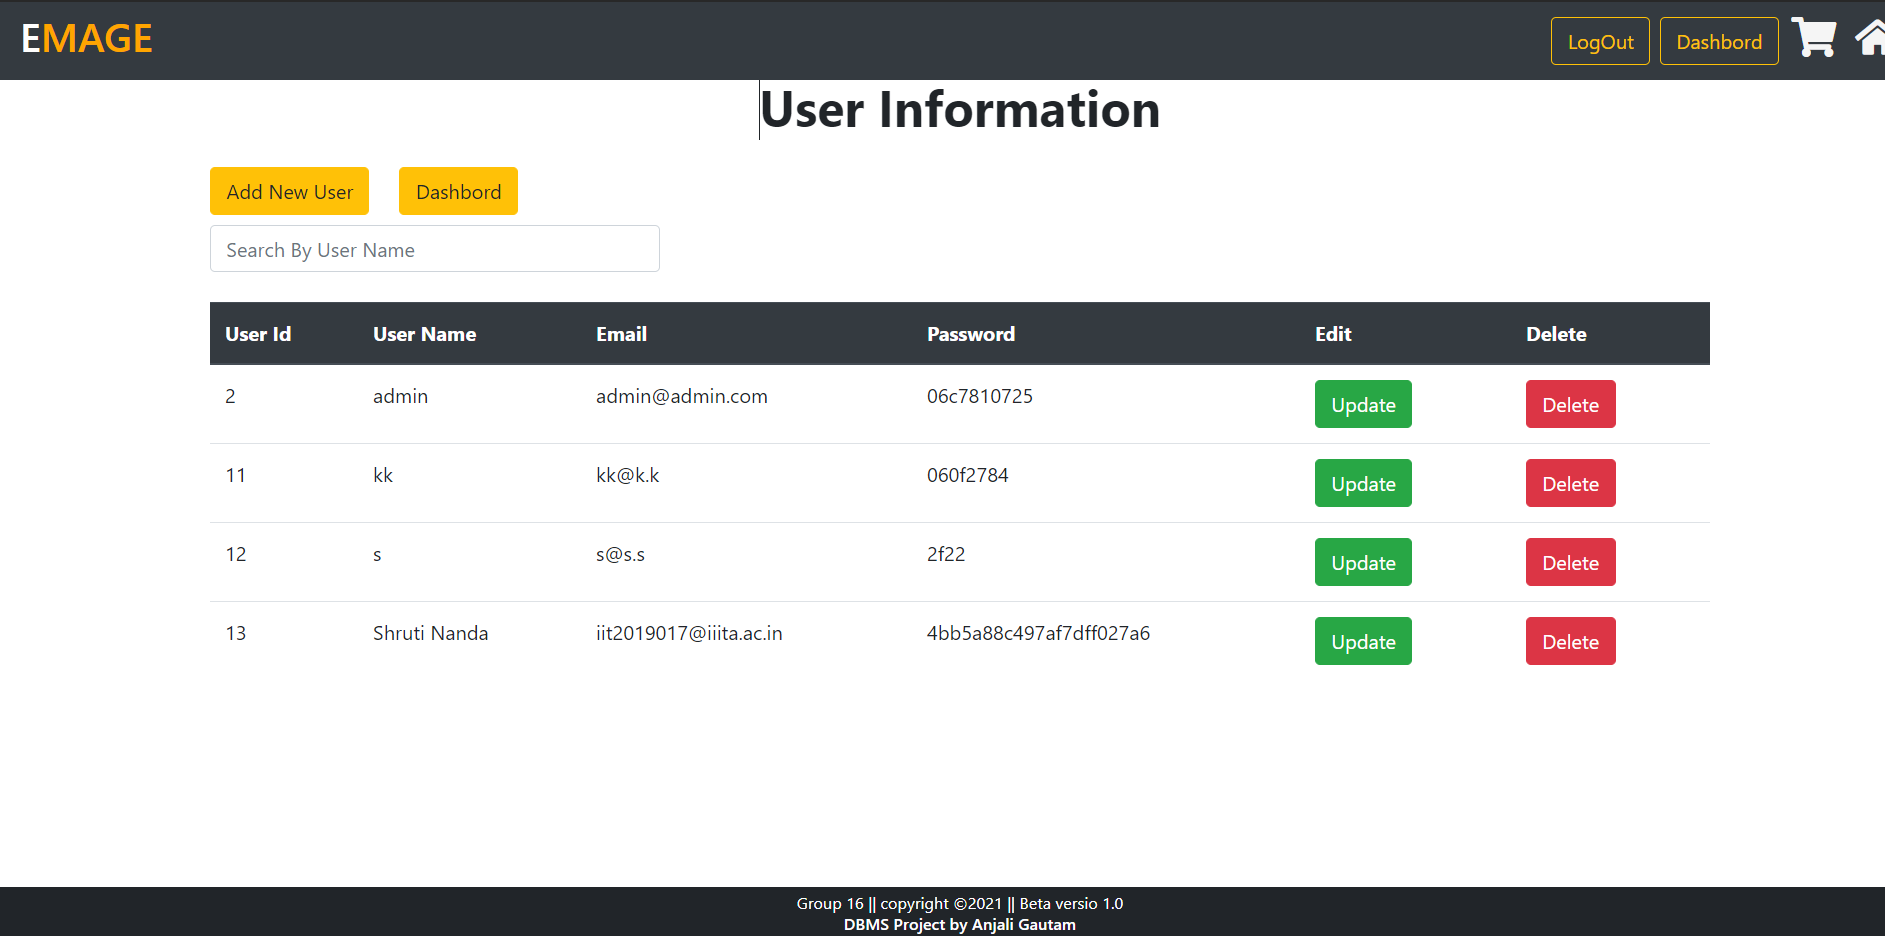 EMAGE LogOut Dashbord
User Information
Add New User Dashbord
Search By User Name
User Id User Name Email Password Edit Delete
2 admin admin@admin.com 06c7810725 Update Delete
11 kk kk@k.k 060f2784 Update Delete
12 s s@s.s 2f22 Update Delete
13 Shruti Nanda iit2019017@iiita.ac.in 4bb5a88c497af7dff027a6 Update Delete
Group 16 || copyright ©2021 || Beta versio 1.0
DBMS Project by Anjali Gautam